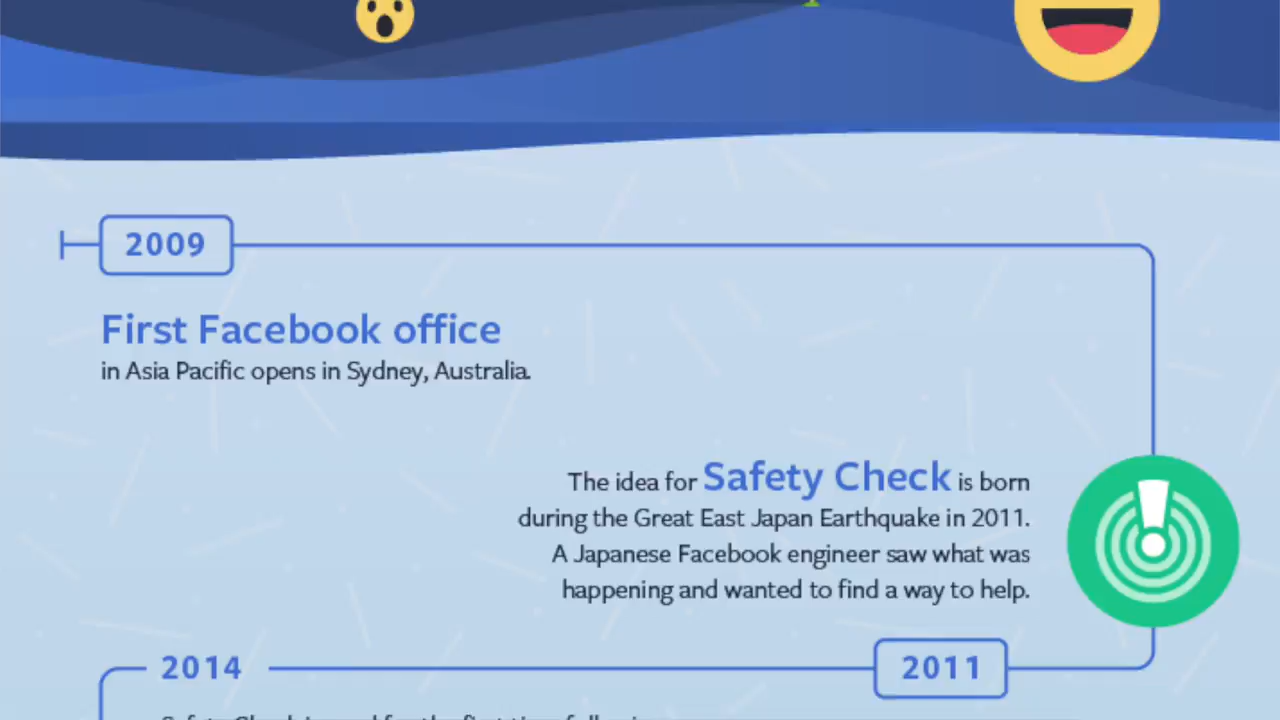 2009
First Facebook office
in Asia Pacific opens in Sydney, Australia.
The idea for Safety Check is born
during the Great East Japan Earthquake in 2011.
A Japanese Facebook engineer saw what was
happening and wanted to find a way to help.
2014
2011